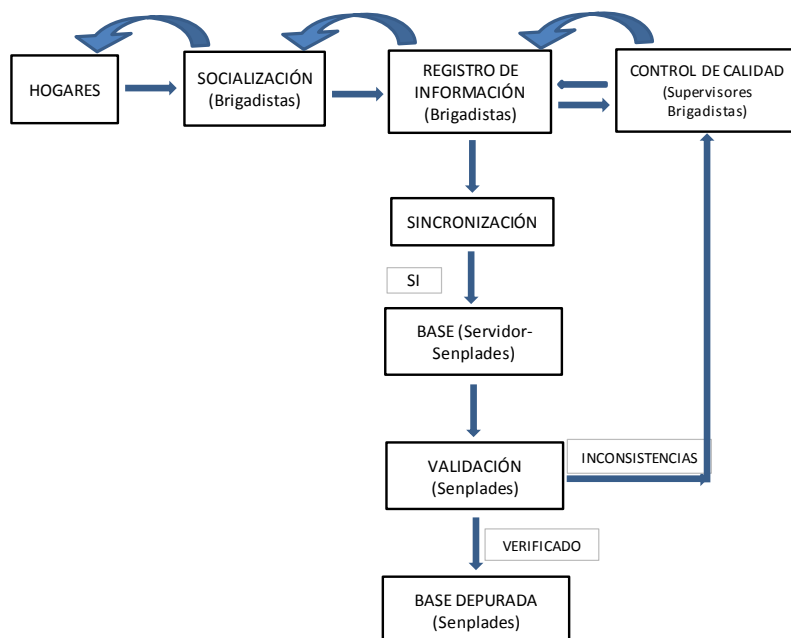 HOGARES
SOCIALIZACIÓN
(Brigadistas)
REGISTRO DE
INFORMACIÓN
(Brigadistas)
CONTROL DE CALIDAD
(Supervisores
Brigadistas)
SINCRONIZACIÓN
SI
BASE (Servidor-
Senplades)
VALIDACIÓN
(Senplades)
INCONSISTENCIAS
VERIFICADO
BASE DEPURADA
(Senplades)